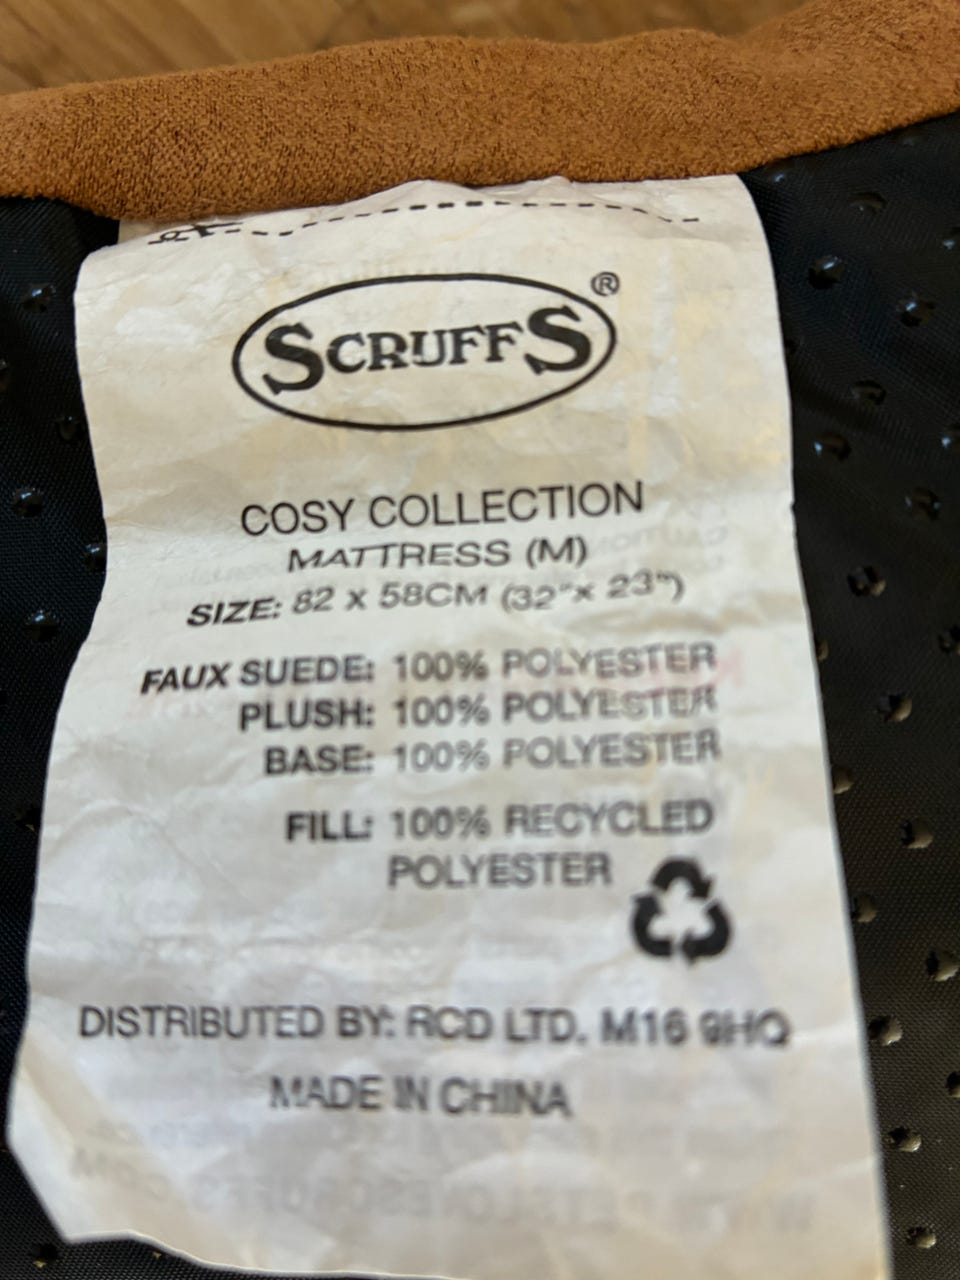 SCRUFFS®
COSY COLLECTION
MATTRESS (M)
SIZE: 82 x 58CM (32"x 23")
FAUX SUEDE: 100% POLYESTER
PLUSH: 100% POLYESTER
BASE: 100% POLYESTER
FILL: 100% RECYCLED
POLYESTER
DISTRIBUTED BY: RCD LTD. M16 9HQ
MADE IN CHINA